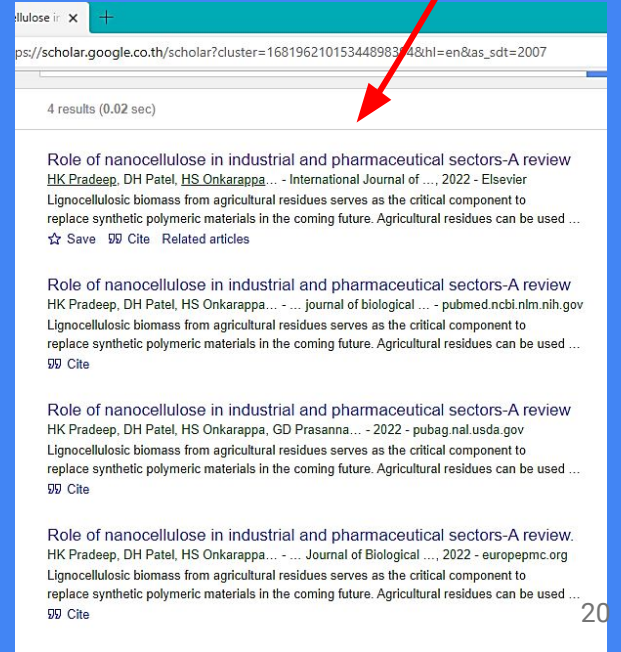 ellulose in
ps://scholar.google.co.th/scholar?cluster=16819621015344898394&hl=en&as_sdt=2007
4 results (0.02 sec)
Role of nanocellulose in industrial and pharmaceutical sectors-A review
HK Pradeep, DH Patel, HS Onkarappa… - International Journal of …, 2022 - Elsevier
Lignocellulosic biomass from agricultural residues serves as the critical component to
replace synthetic polymeric materials in the coming future. Agricultural residues can be used …
Save Cite Related articles
Role of nanocellulose in industrial and pharmaceutical sectors-A review
HK Pradeep, DH Patel, HS Onkarappa… - … journal of biological … - pubmed.ncbi.nlm.nih.gov
Lignocellulosic biomass from agricultural residues serves as the critical component to
replace synthetic polymeric materials in the coming future. Agricultural residues can be used …
Cite
Role of nanocellulose in industrial and pharmaceutical sectors-A review
HK Pradeep, DH Patel, HS Onkarappa, GD Prasanna… - 2022 - pubag.nal.usda.gov
Lignocellulosic biomass from agricultural residues serves as the critical component to
replace synthetic polymeric materials in the coming future. Agricultural residues can be used …
Cite
Role of nanocellulose in industrial and pharmaceutical sectors-A review.
HK Pradeep, DH Patel, HS Onkarappa… - … Journal of Biological …, 2022 - europepmc.org
Lignocellulosic biomass from agricultural residues serves as the critical component to
replace synthetic polymeric materials in the coming future. Agricultural residues can be used …
Cite
20